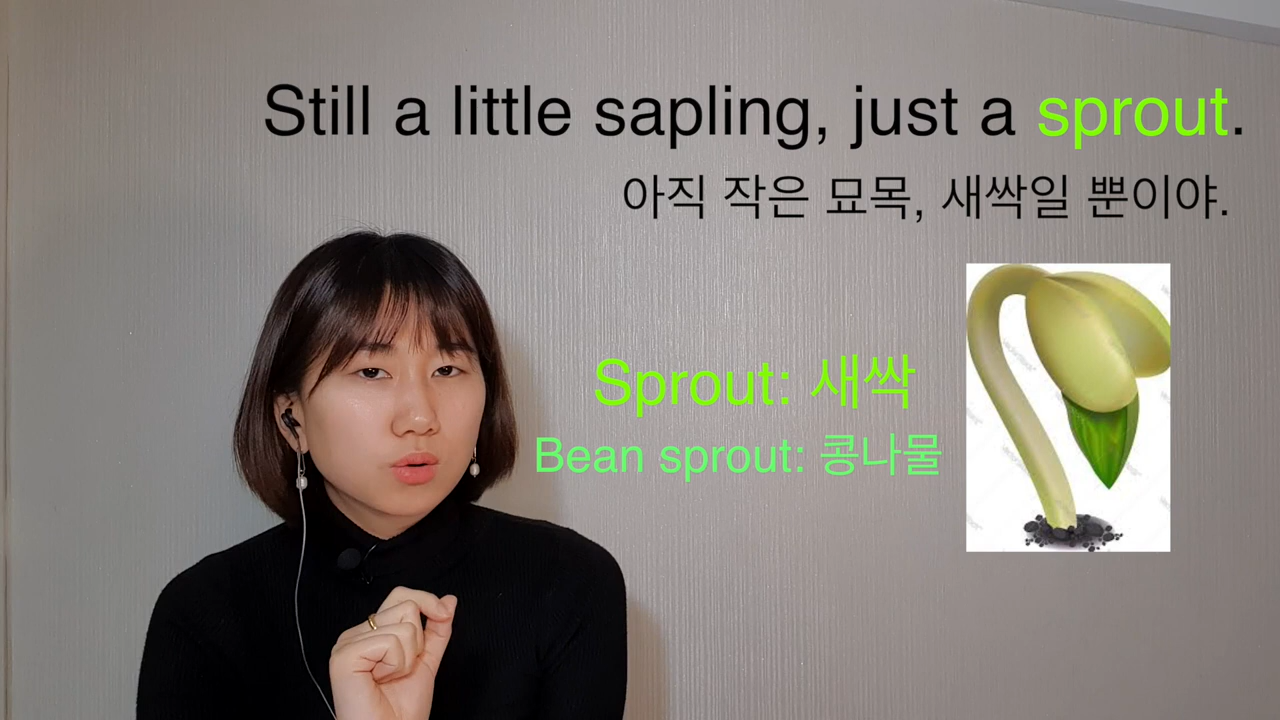 Still a little sapling, just a sprout.
아직 작은 묘목, 새싹일 뿐이야.
Sprout: 새싹
Bean sprout: 콩나물